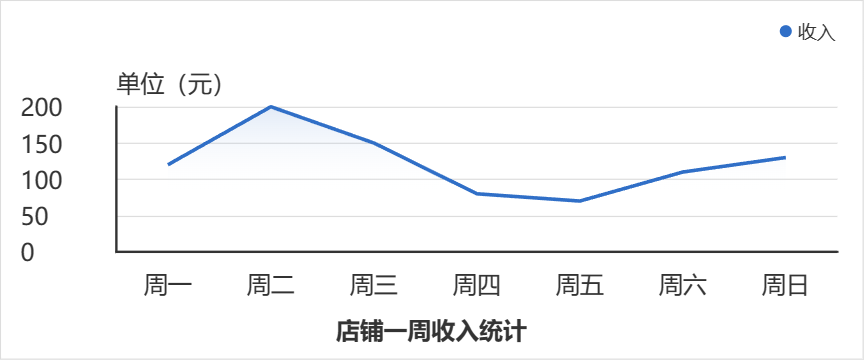 收入
单位（元）
200
150
100
50
0
周一 周二 周三 周四 周五 周六 周日
店铺一周收入统计